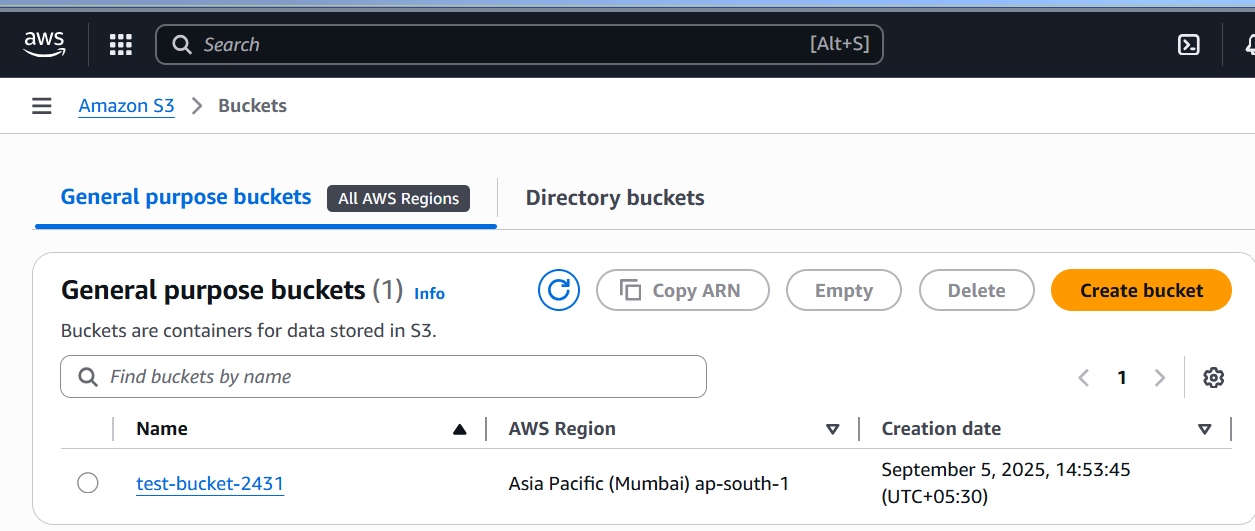 aws Search [Alt+S]
Amazon S3 > Buckets
General purpose buckets All AWS Regions Directory buckets
General purpose buckets (1) Info Copy ARN Empty Delete Create bucket
Buckets are containers for data stored in S3.
Find buckets by name 1
Name AWS Region Creation date
test-bucket-2431 Asia Pacific (Mumbai) ap-south-1 September 5, 2025, 14:53:45
(UTC+05:30)